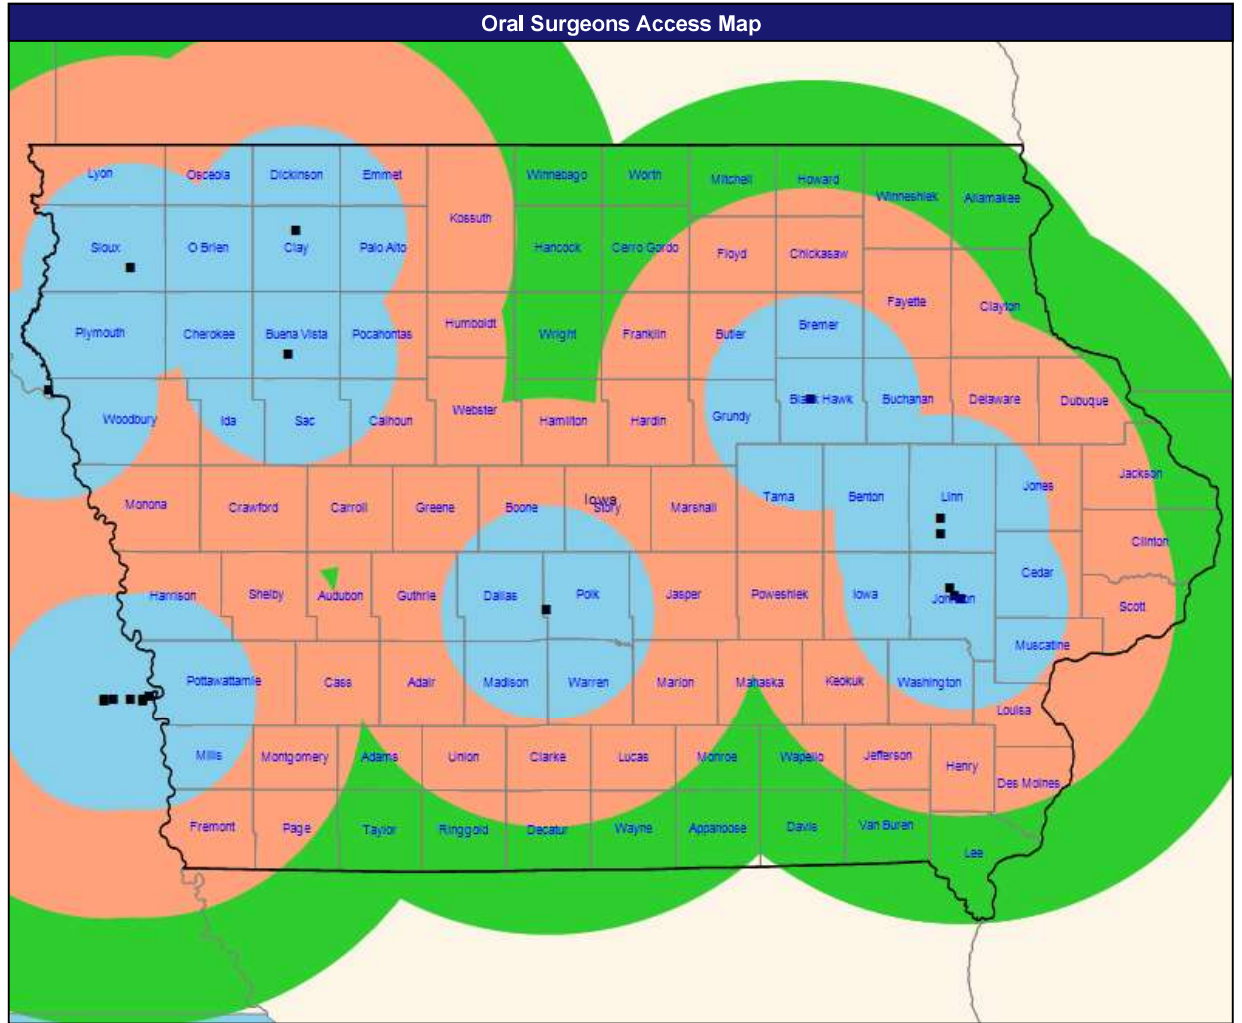 Oral Surgeons Access Map
Lyon
Osceola
Dickinson
Emmet
Winnebago
Worth
Mitchell
Howard
Winneshiek
Allamakee
Kossuth
Sioux
O Brien
Clay
Palo Alto
Hancock
Cerro Gordo
Floyd
Chickasaw
Fayette
Clayton
Plymouth
Cherokee
Buena Vista
Pocahontas
Humboldt
Wright
Franklin
Butler
Bremer
Woodbury
Ida
Sac
Calhoun
Webster
Hamilton
Hardin
Grundy
Black Hawk
Buchanan
Delaware
Dubuque
Monona
Crawford
Carroll
Greene
Boone
Iowa
Story
Marshall
Tama
Benton
Linn
Jones
Jackson
Clinton
Harrison
Shelby
Audubon
Guthrie
Dallas
Polk
Jasper
Poweshiek
Iowa
Johnson
Cedar
Scott
Muscatine
Pottawattamie
Cass
Adair
Madison
Warren
Marion
Mahaska
Keokuk
Washington
Louisa
Mills
Montgomery
Adams
Union
Clarke
Lucas
Monroe
Wapello
Jefferson
Henry
Des Moines
Fremont
Page
Taylor
Ringgold
Decatur
Wayne
Appanoose
Davis
Van Buren
Lee